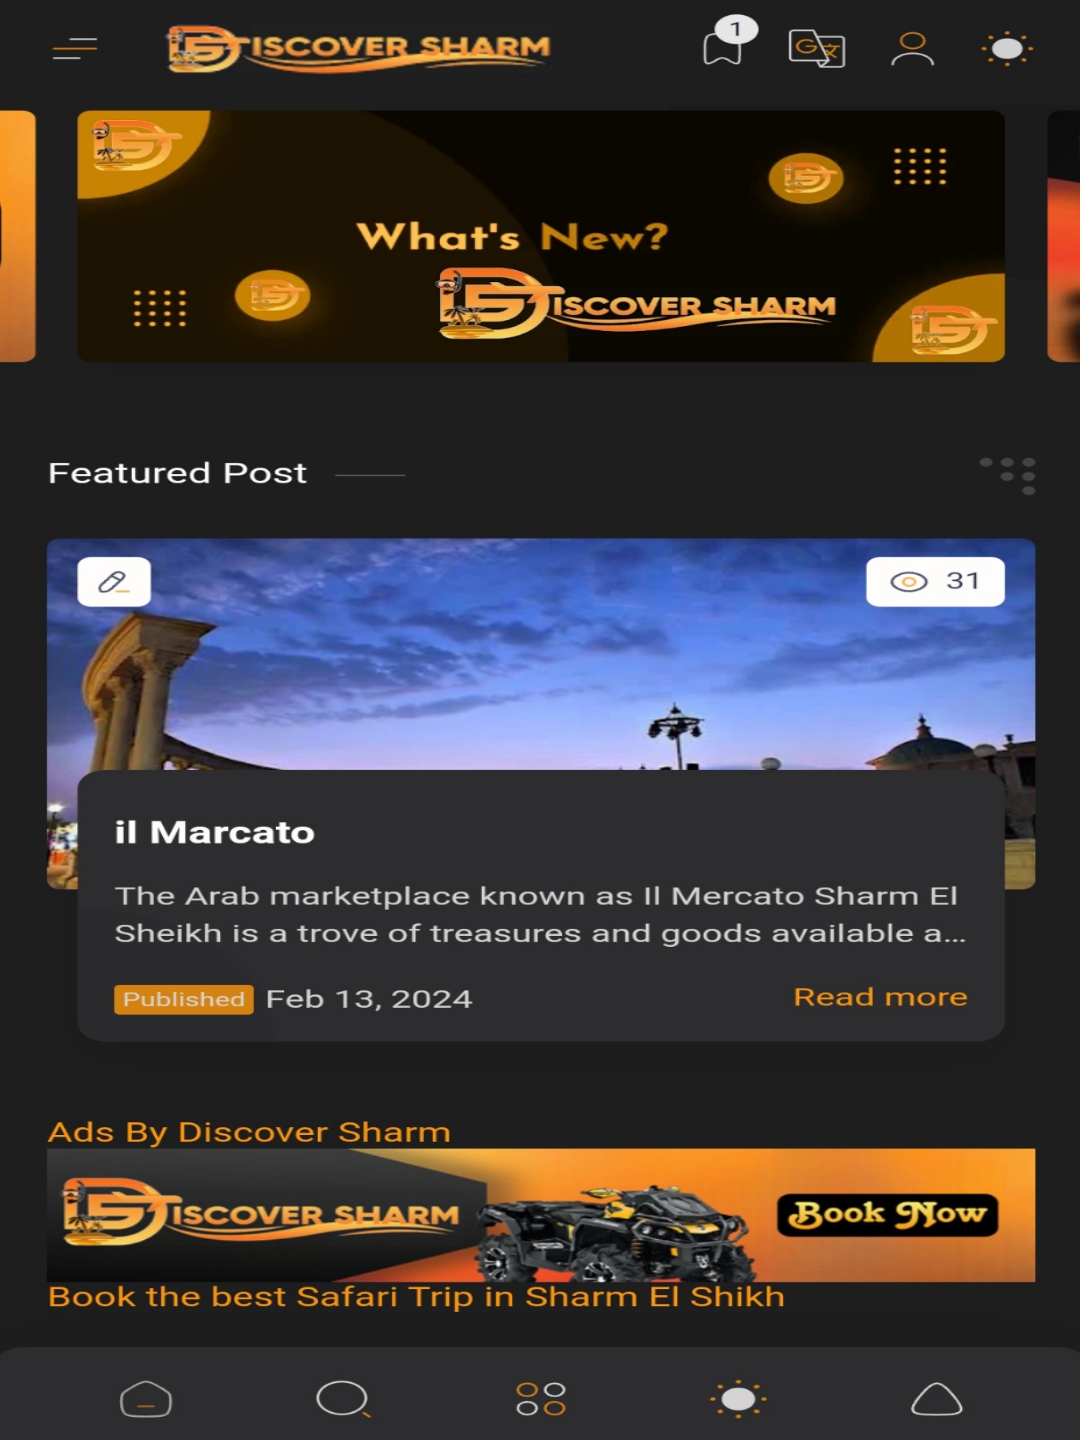 DISCOVER SHARM
1
G文
What's New?
DISCOVER SHARM
Featured Post
31
il Marcato
The Arab marketplace known as Il Mercato Sharm El
Sheikh is a trove of treasures and goods available a...
Published Feb 13, 2024
Read more
Ads By Discover Sharm
DISCOVER SHARM
Book Now
Book the best Safari Trip in Sharm El Shikh